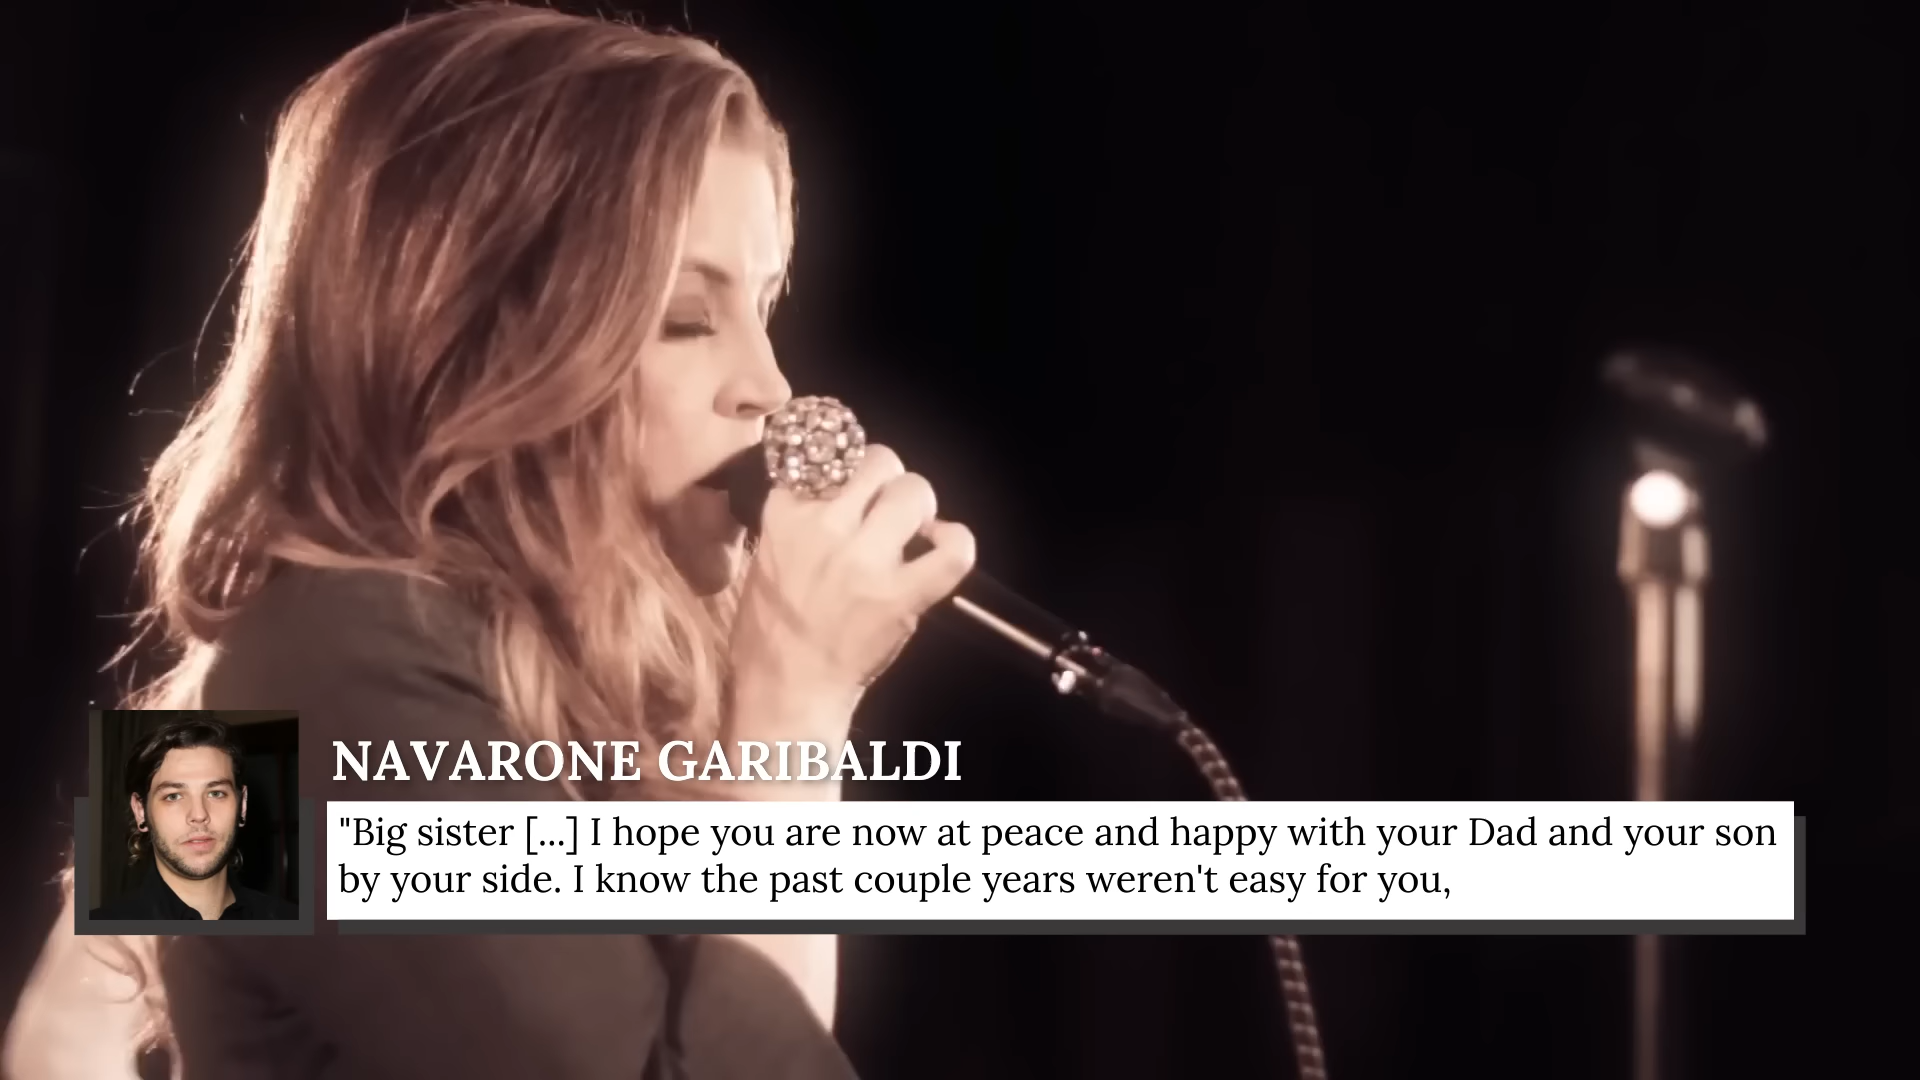 NAVARONE GARIBALDI
"Big sister [...] I hope you are now at peace and happy with your Dad and your son
by your side. I know the past couple years weren't easy for you,